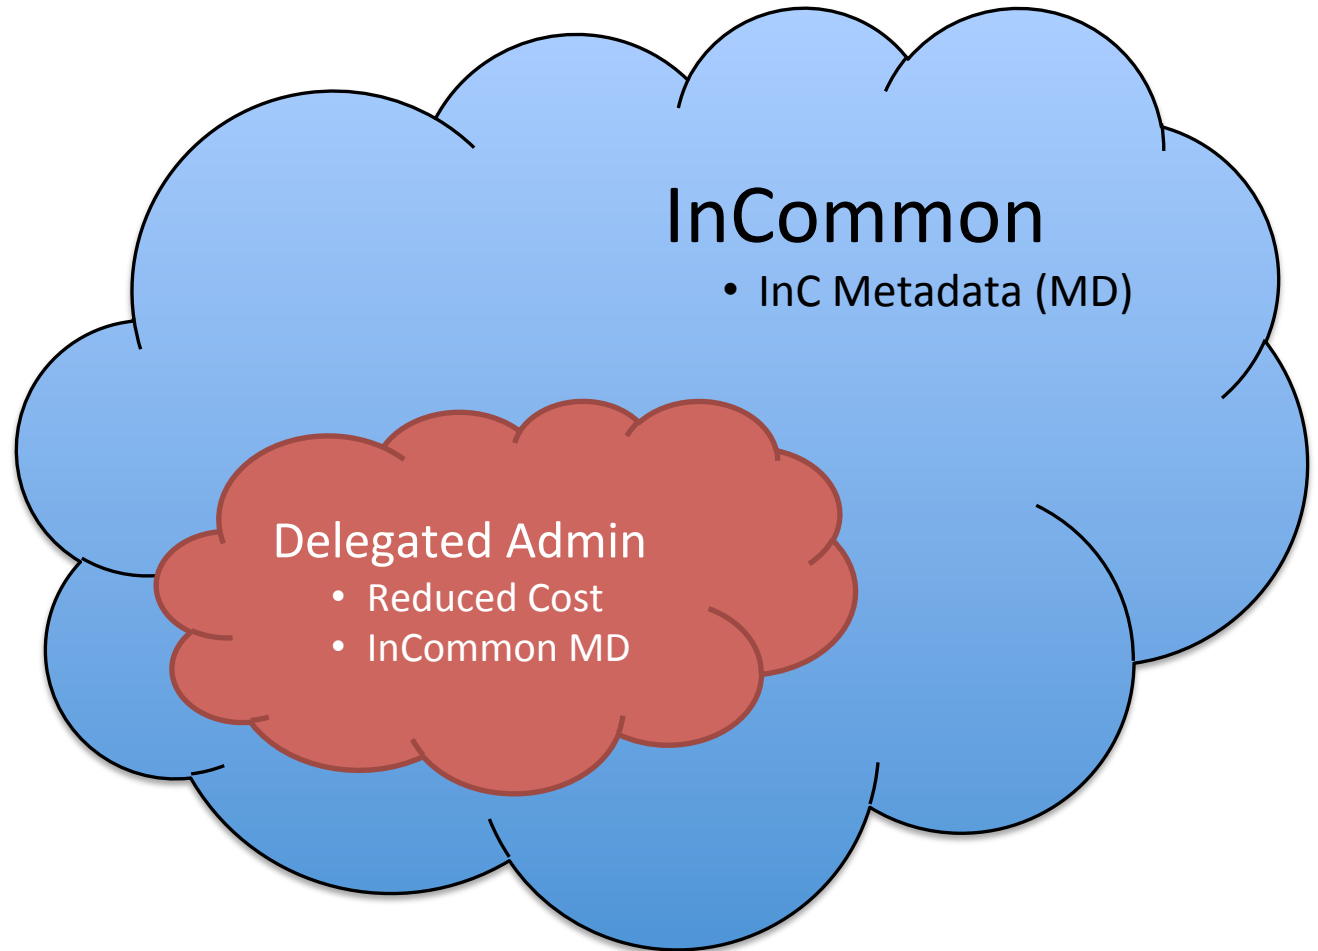 InCommon
• InC Metadata (MD)
Delegated Admin
• Reduced Cost
• InCommon MD